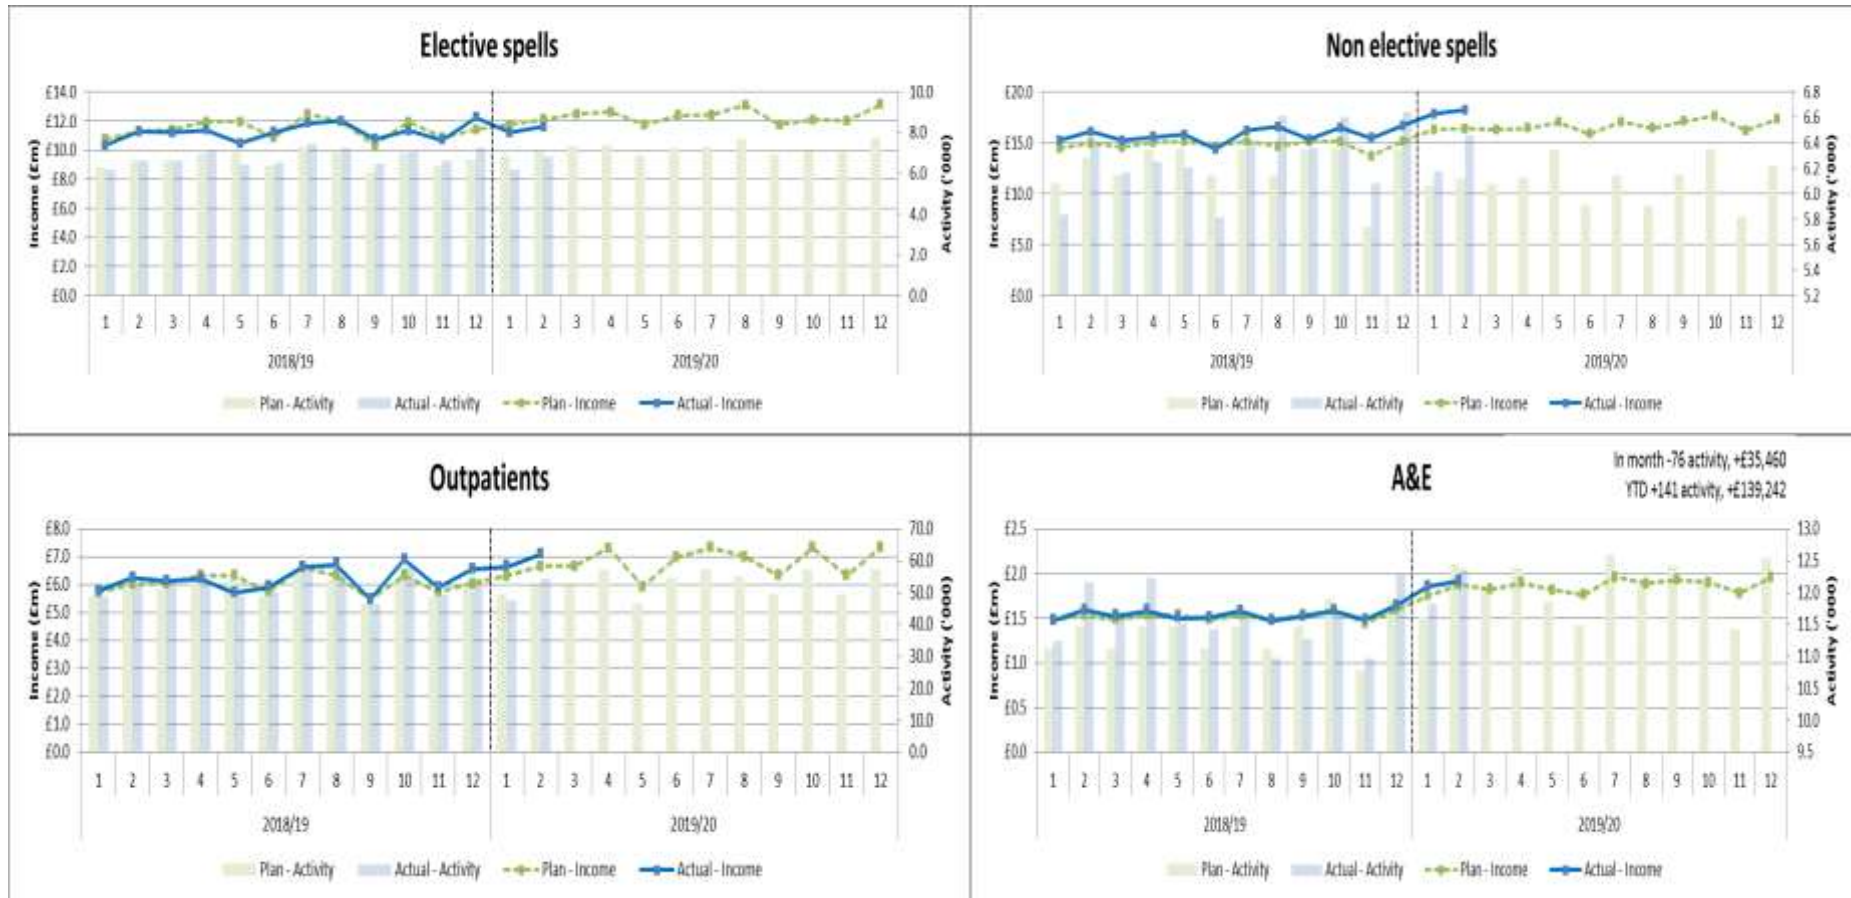 Elective spells
£14.0
£12.0
£10.0
£8.0
£6.0
£4.0
£2.0
£0.0
Income (£m)
10.0
8.0
6.0
4.0
2.0
0.0
Activity ('000)
1 2 3 4 5 6 7 8 9 10 11 12 1 2 3 4 5 6 7 8 9 10 11 12
2018/19 2019/20
Plan - Activity Actual - Activity Plan - Income Actual - Income
Non elective spells
£20.0
£15.0
£10.0
£5.0
£0.0
Income (£m)
6.8
6.6
6.4
6.2
6.0
5.8
5.6
5.4
5.2
Activity ('000)
1 2 3 4 5 6 7 8 9 10 11 12 1 2 3 4 5 6 7 8 9 10 11 12
2018/19 2019/20
Plan - Activity Actual - Activity Plan - Income Actual - Income
Outpatients
£8.0
£7.0
£6.0
£5.0
£4.0
£3.0
£2.0
£1.0
£0.0
Income (£m)
70.0
60.0
50.0
40.0
30.0
20.0
10.0
0.0
Activity ('000)
1 2 3 4 5 6 7 8 9 10 11 12 1 2 3 4 5 6 7 8 9 10 11 12
2018/19 2019/20
Plan - Activity Actual - Activity Plan - Income Actual - Income
A&E
In month -76 activity, +£35,460
YTD +141 activity, +£139,242
£2.5
£2.0
£1.5
£1.0
£0.5
£0.0
Income (£m)
13.0
12.5
12.0
11.5
11.0
10.5
10.0
9.5
Activity ('000)
1 2 3 4 5 6 7 8 9 10 11 12 1 2 3 4 5 6 7 8 9 10 11 12
2018/19 2019/20
Plan - Activity Actual - Activity Plan - Income Actual - Income